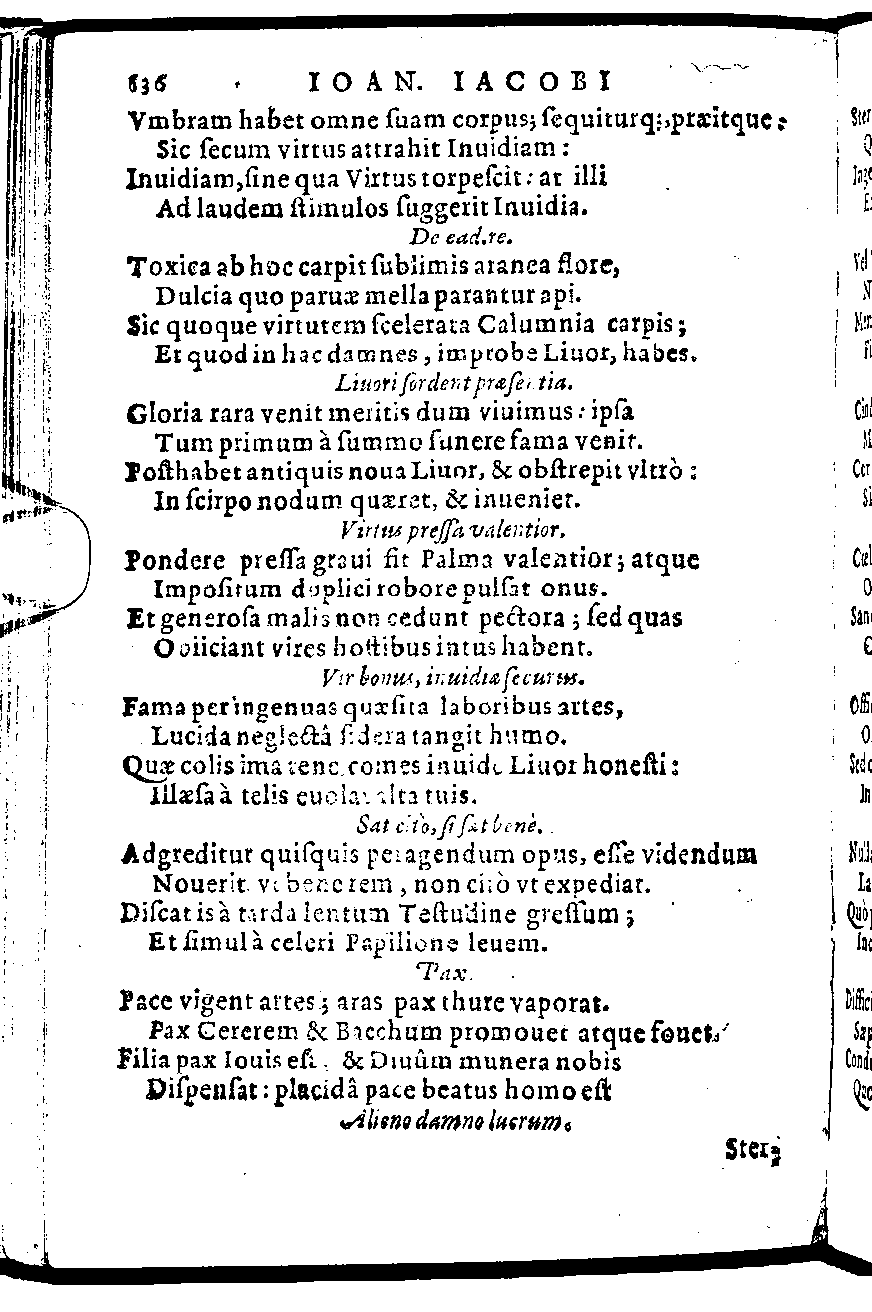 636 IOAN. IACOBI
Vmbram habet omne ſuam corpus; ſequiturq;, præitque:
Sic ſecum virtus attrahit Inuidiam:
Inuidiam, ſine qua Virtus torpeſcit: at illi
Ad laudem ſtimulos ſuggerit Inuidia.
De ead. re.
Toxica ab hoc carpit ſublimis aranea flore,
Dulcia quo paruæ mella parantur api.
Sic quoque virtutem ſcelerata Calumnia carpis;
Et quod in hac damnes, improbe Liuor, habes.
Liuori ſordent præſentia.
Gloria rara venit meritis dum viuimus: ipſa
Tum primum à ſummo funere fama venit.
Poſthabet antiquis noua Liuor, & obſtrepit vltrò:
In ſcirpo nodum quæret, & inueniet.
Virtus preſſa valentior.
Pondere preſſa graui fit Palma valentior; atque
Impoſitum duplici robore pulſat onus.
Et generoſa malis non cedunt pectora; ſed quas
Obiiciant vires hoſtibus intus habent.
Vir bonus, inuidiæ ſecurus.
Fama per ingenuas quæſita laboribus artes,
Lucida neglectâ ſidera tangit humo.
Quæ colis ima tene comes inuide Liuor honeſti:
Illæſa à telis euolat alta tuis.
Sat citò, ſi ſat benè.
Adgreditur quiſquis peragendum opus, eſſe videndum
Nouerit, vt bene rem, non citò vt expediat.
Diſcat is à tarda lentum Teſtudine greſſum;
Et ſimul à celeri Papilione leuem.
Pax.
Pace vigent artes; aras pax thure vaporat.
Pax Cererem & Bacchum promouet atque fouet.
Filia pax Iouis eſt, & Diuûm munera nobis
Diſpenſat: placidâ pace beatus homo eſt
Alieno damno lucrum.
Ster-